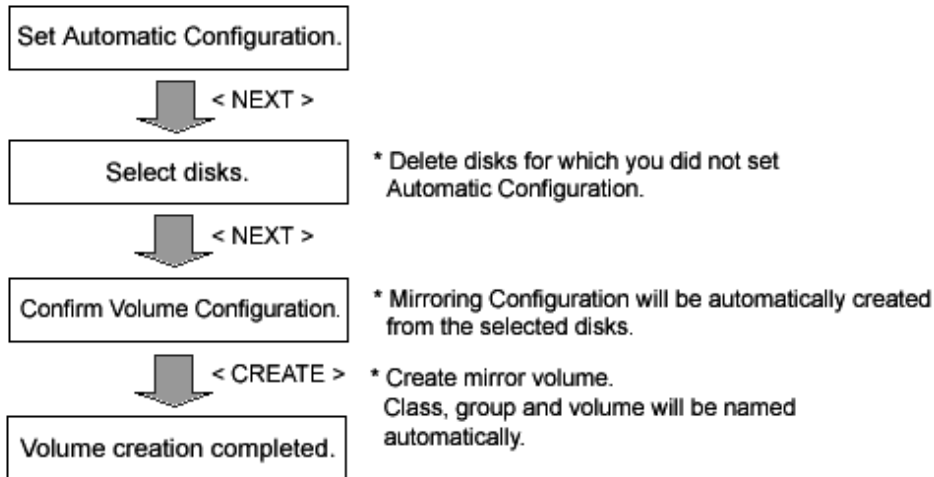 Set Automatic Configuration.
< NEXT >
Select disks.
* Delete disks for which you did not set
Automatic Configuration.
< NEXT >
Confirm Volume Configuration.
* Mirroring Configuration will be automatically created
from the selected disks.
< CREATE >
* Create mirror volume.
Class, group and volume will be named
automatically.
Volume creation completed.